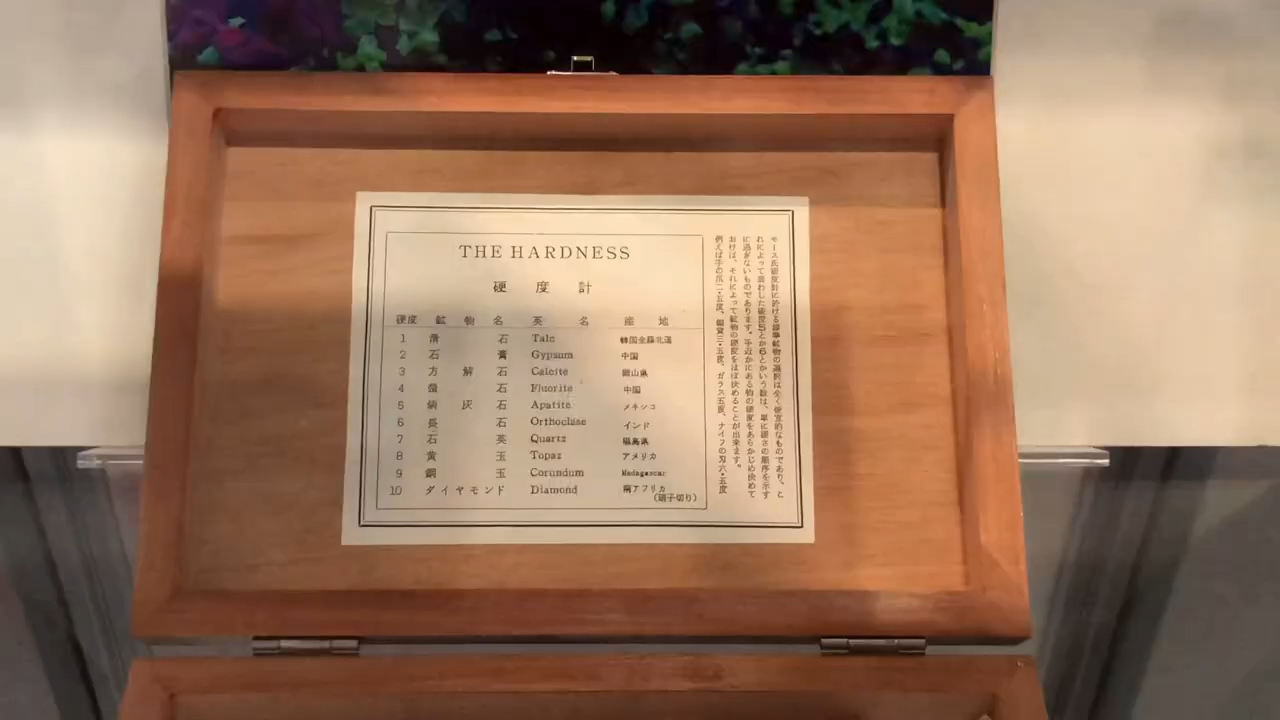 THE HARDNESS
硬度計
硬度 鉱物名 英名 産地
1 滑石 Talc 韓国全羅北道
2 石膏 Gypsum 中国
3 方解石 Calcite 岡山県
4 螢石 Fluorite 中国
5 燐灰石 Apatite メキシコ
6 長石 Orthoclase インド
7 石英 Quartz 福島県
8 黄玉 Topaz アメリカ
9 鋼玉 Corundum Madagascar
10 ダイヤモンド Diamond 南アフリカ
(硝子切り)
モース氏硬度計に於ける標準鉱物の選択は全く便宜的なものであり、こ
れによって表わした硬度5とか6とかいう数は、単に硬さの順序を示す
に過ぎないものであります。手近かにある物の硬度をあらかじめ決めて
おけば、それによって鉱物の硬度をほぼ決めることが出来ます。
例えば手の爪二・五度、銅貨三・五度、ガラス五度、ナイフの刃六・五度